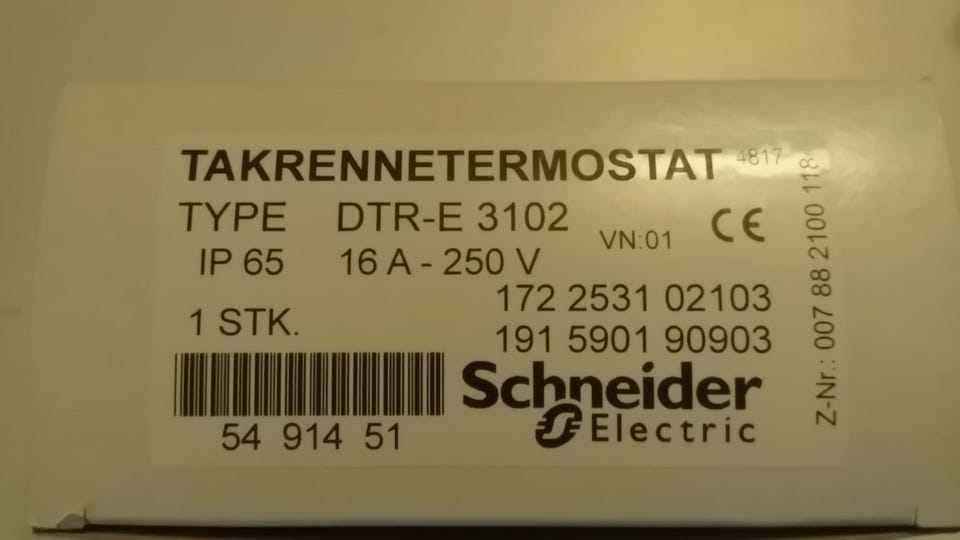 TAKRENNETERMOSTAT 4817
TYPE DTR-E 3102
VN:01 CE
IP 65 16 A - 250 V
172 2531 02103
1 STK.
191 5901 90903
54 914 51
Schneider
Electric
Z-Nr.: 007 88 2100 118